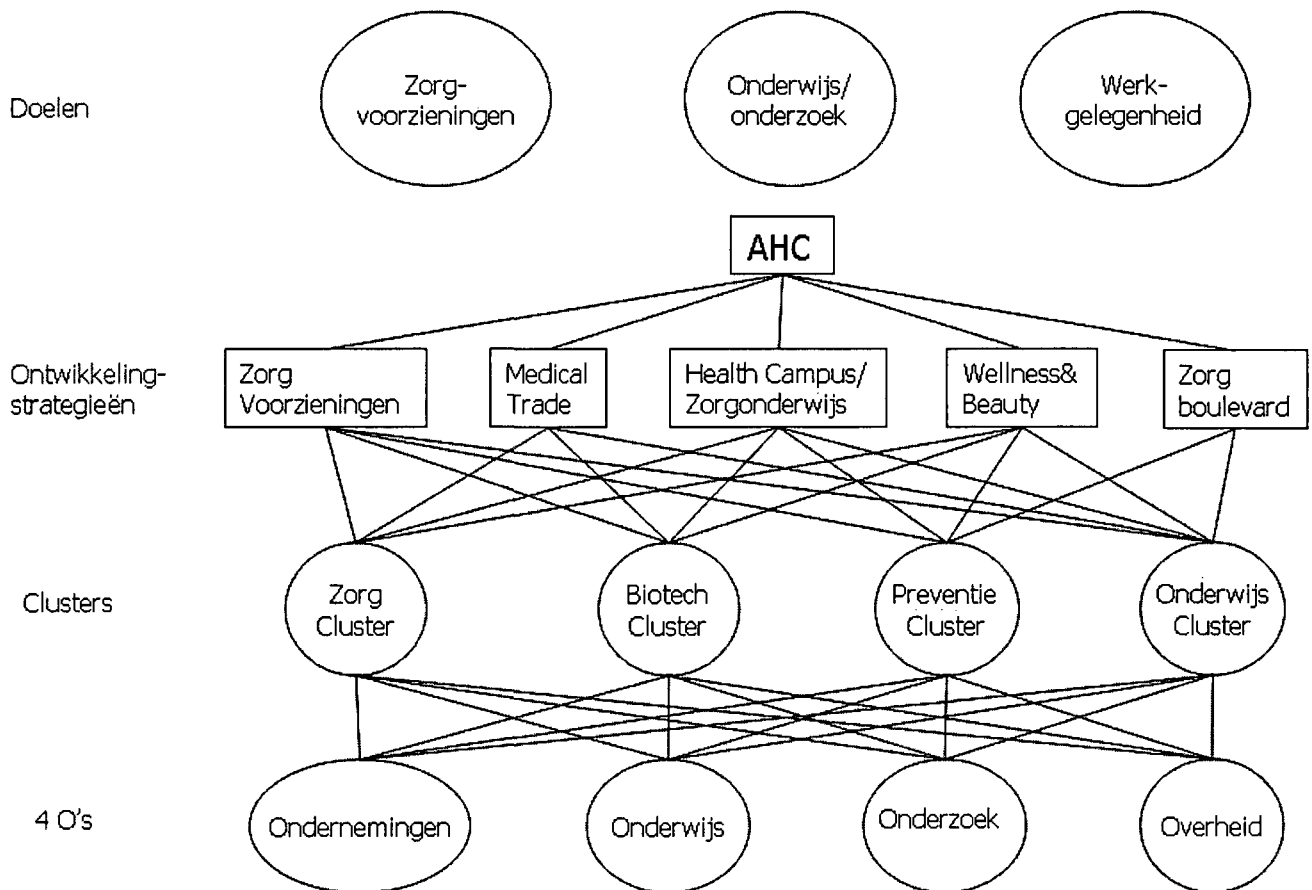 Doelen
Zorg-
voorzieningen
Onderwijs/
onderzoek
Werk-
gelegenheid
AHC
Ontwikkeling-
strategieën
Zorg
Voorzieningen
Medical
Trade
Health Campus/
Zorgonderwijs
Wellness&
Beauty
Zorg
boulevard
Clusters
Zorg
Cluster
Biotech
Cluster
Preventie
Cluster
Onderwijs
Cluster
4 O's
Ondernemingen
Onderwijs
Onderzoek
Overheid